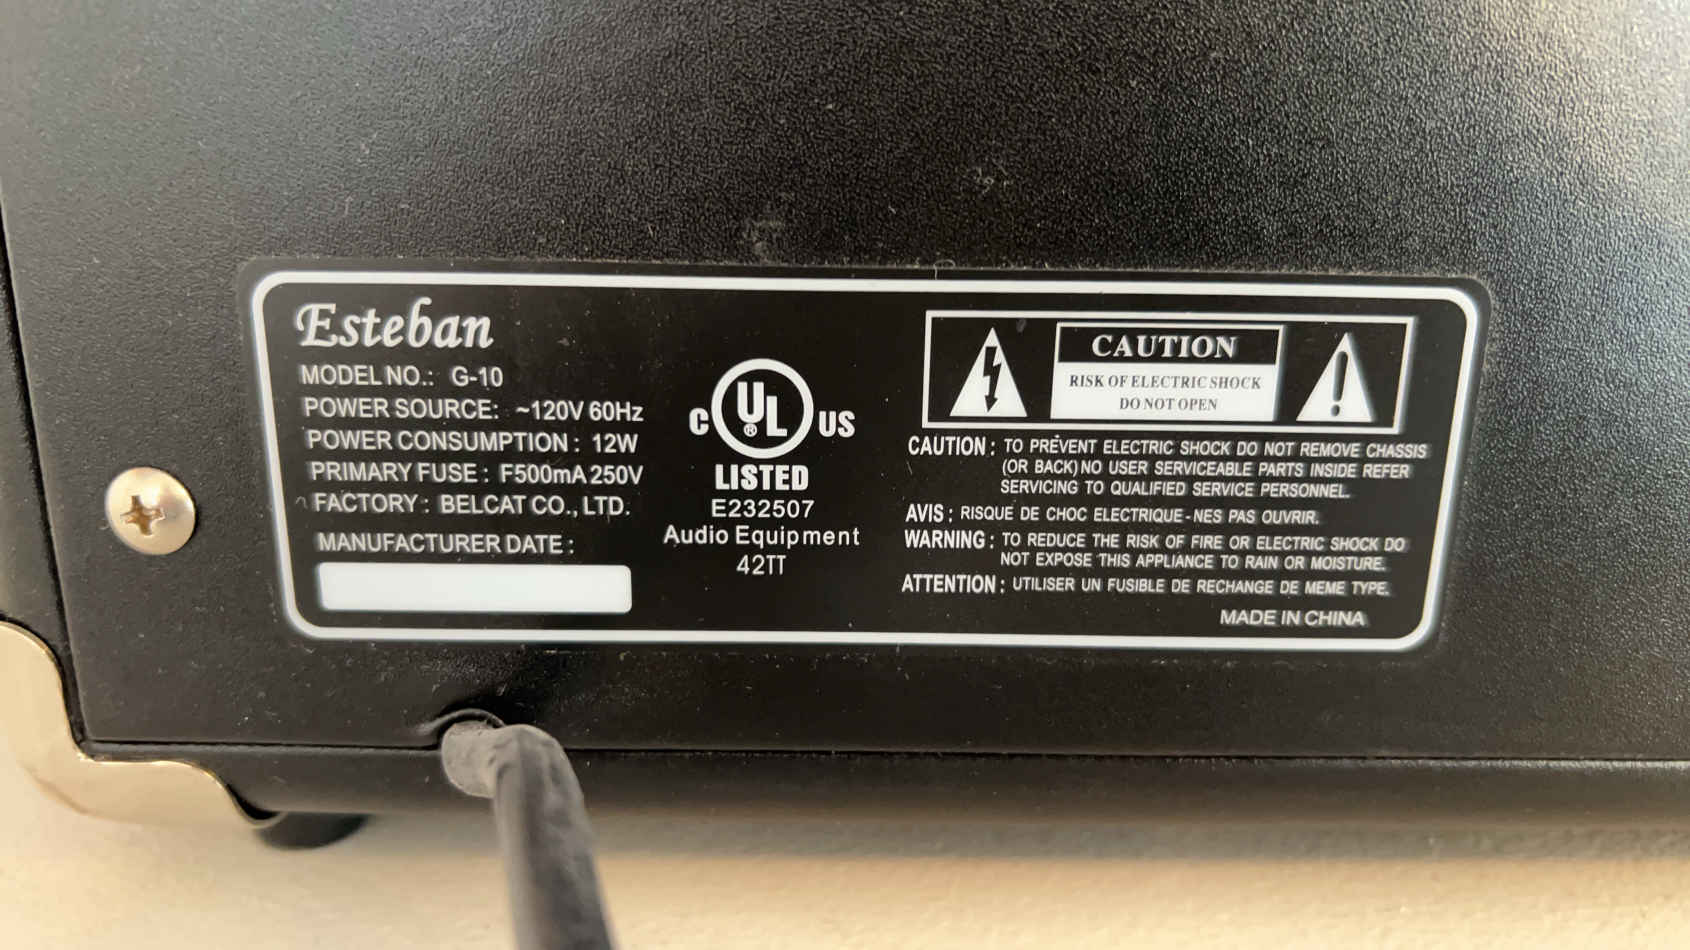 Esteban
MODEL NO.: G-10
POWER SOURCE: ~120V 60Hz
POWER CONSUMPTION : 12W
PRIMARY FUSE : F500mA 250V
FACTORY : BELCAT CO., LTD.
MANUFACTURER DATE :
C UL ® US
LISTED
E232507
Audio Equipment
42TT
CAUTION
RISK OF ELECTRIC SHOCK
DO NOT OPEN
CAUTION : TO PREVENT ELECTRIC SHOCK DO NOT REMOVE CHASSIS
(OR BACK) NO USER SERVICEABLE PARTS INSIDE REFER
SERVICING TO QUALIFIED SERVICE PERSONNEL.
AVIS : RISQUE DE CHOC ELECTRIQUE - NES PAS OUVRIR.
WARNING : TO REDUCE THE RISK OF FIRE OR ELECTRIC SHOCK DO
NOT EXPOSE THIS APPLIANCE TO RAIN OR MOISTURE.
ATTENTION : UTILISER UN FUSIBLE DE RECHANGE DE MEME TYPE.
MADE IN CHINA